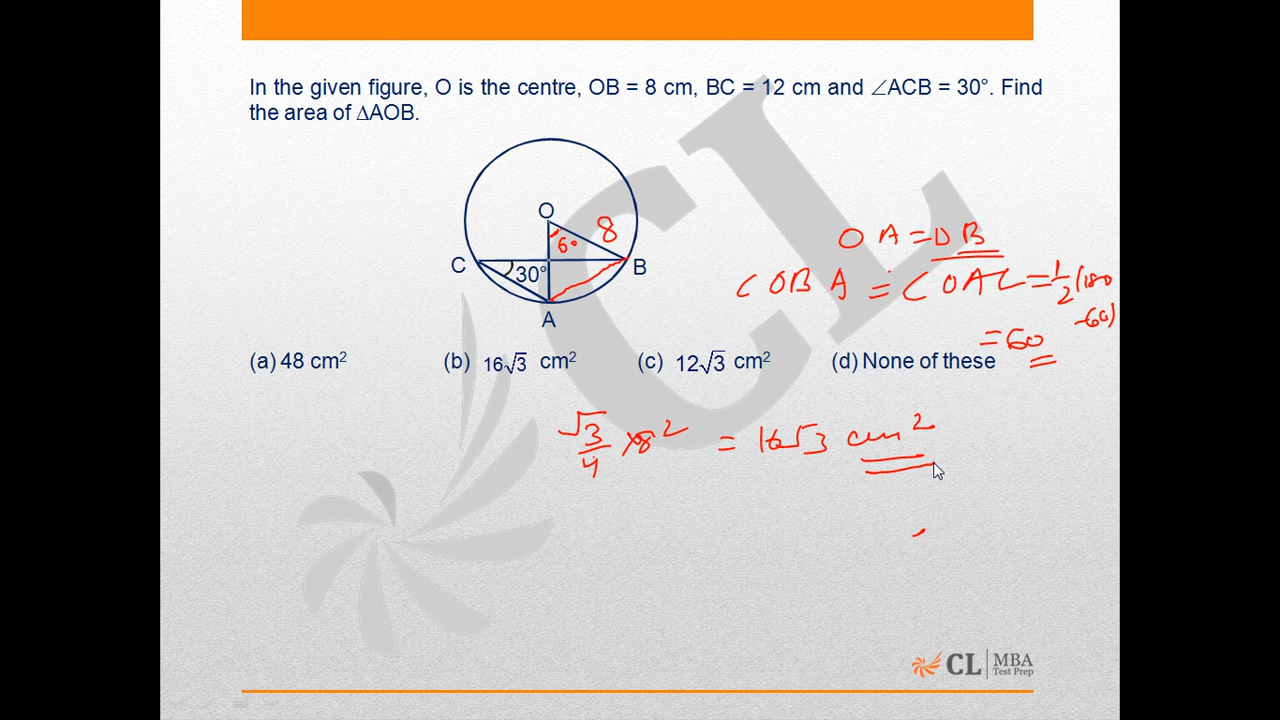 In the given figure, O is the centre, OB = 8 cm, BC = 12 cm and ∠ACB = 30°. Find
the area of ∆AOB.
O
8
6°
C
30°
B
A
OA = OB
∠OBA = ∠OAC = 1/2 (180
-60)
= 60
(a) 48 cm² (b) 16√3 cm² (c) 12√3 cm² (d) None of these
√3/4 × 8² = 16√3 cm²
CL
CL MBA
Test Prep